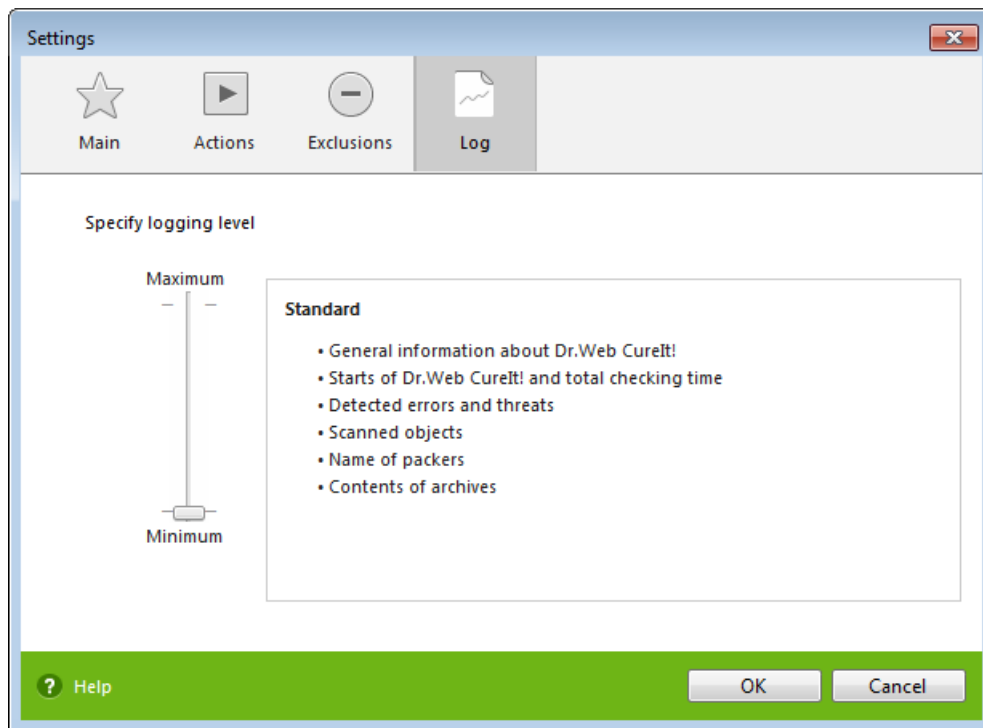 Settings
Main
Actions
Exclusions
Log
Specify logging level
Maximum
Minimum
Standard
• General information about Dr.Web CureIt!
• Starts of Dr.Web CureIt! and total checking time
• Detected errors and threats
• Scanned objects
• Name of packers
• Contents of archives
? Help
OK
Cancel